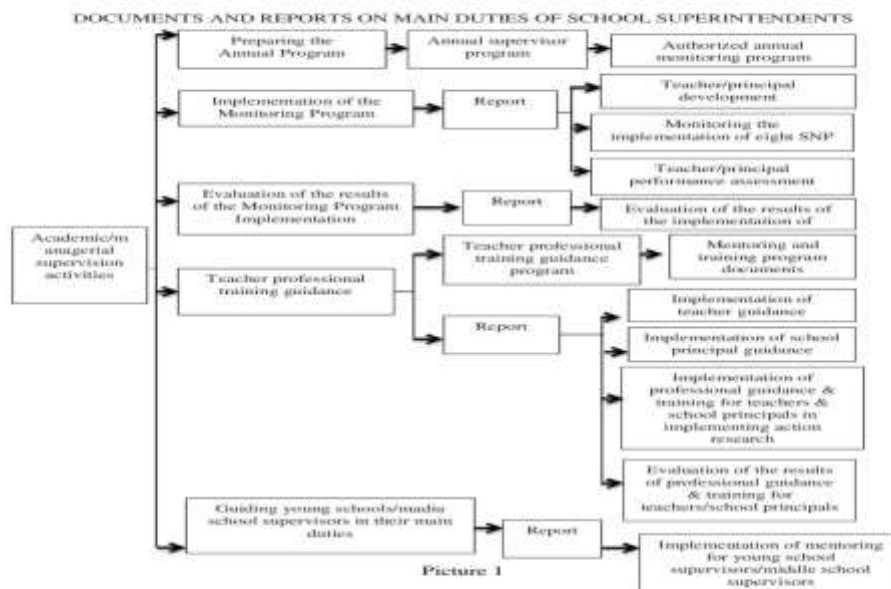 DOCUMENTS AND REPORTS ON MAIN DUTIES OF SCHOOL SUPERINTENDENTS
Preparing the
Annual Program
Annual supervisor
program
Authorized annual
monitoring program
Implementation of the
Monitoring Program
Report
Teacher/principal
development
Monitoring the
implementation of eight SNP
Teacher/principal
performance assessment
Evaluation of the results
of the Monitoring Program
Implementation
Report
Evaluation of the results of
the implementation of
Academic/m
anagerial
supervision
activities
Teacher professional
training guidance
Teacher professional
training guidance
program
Mentoring and
training program
documents
Report
Implementation of
teacher guidance
Implementation of school
principal guidance
Implementation of
professional guidance &
training for teachers &
school principals in
implementing action
research
Evaluation of the results
of professional guidance
& training for
teachers/school principals
Guiding young schools/madia
school supervisors in their main
duties
Report
Implementation of mentoring
for young school
supervisors/middle school
supervisors
Picture 1